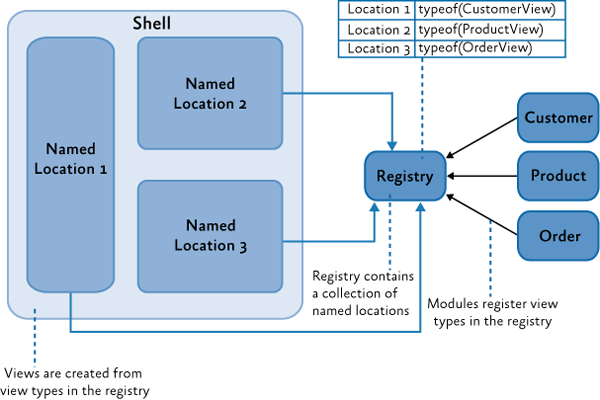 Shell
Named
Location 1
Named
Location 2
Named
Location 3
Location 1 typeof(CustomerView)
Location 2 typeof(ProductView)
Location 3 typeof(OrderView)
Registry
Customer
Product
Order
Registry contains
a collection of
named locations
Modules register view
types in the registry
Views are created from
view types in the registry